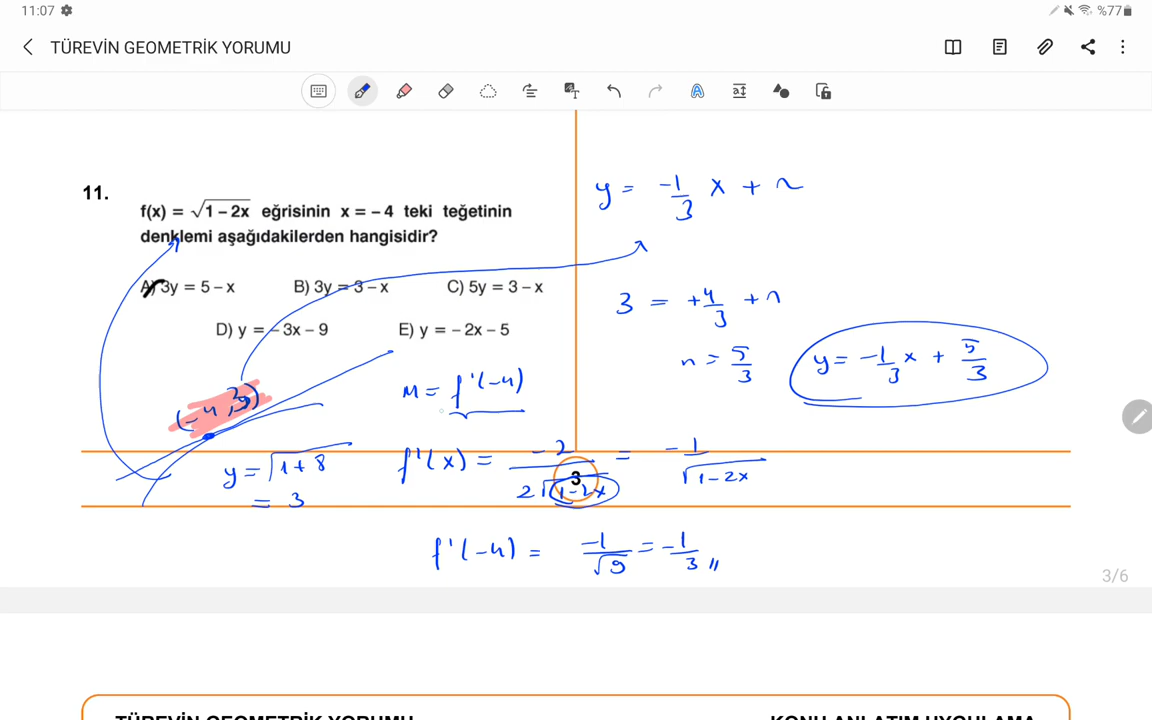 11:07
%77
TÜREVİN GEOMETRİK YORUMU
11.
f(x) = √(1 – 2x) eğrisinin x = – 4 teki teğetinin
denklemi aşağıdakilerden hangisidir?
A) 3y = 5 – x B) 3y = 3 – x C) 5y = 3 – x
D) y = – 3x – 9 E) y = – 2x – 5
y = -1/3 x + n
3 = +4/3 + n
n = 5/3
y = -1/3 x + 5/3
(-4, 3)
M = f'(-4)
y = √(1+8)
= 3
f'(x) = -2/(2√(1-2x)) = -1/√(1-2x)
3
f'(-4) = -1/√9 = -1/3 //
3/6
TÜREVİN GEOMETRİK YORUMU
KONU ANLATIM UYGULAMA